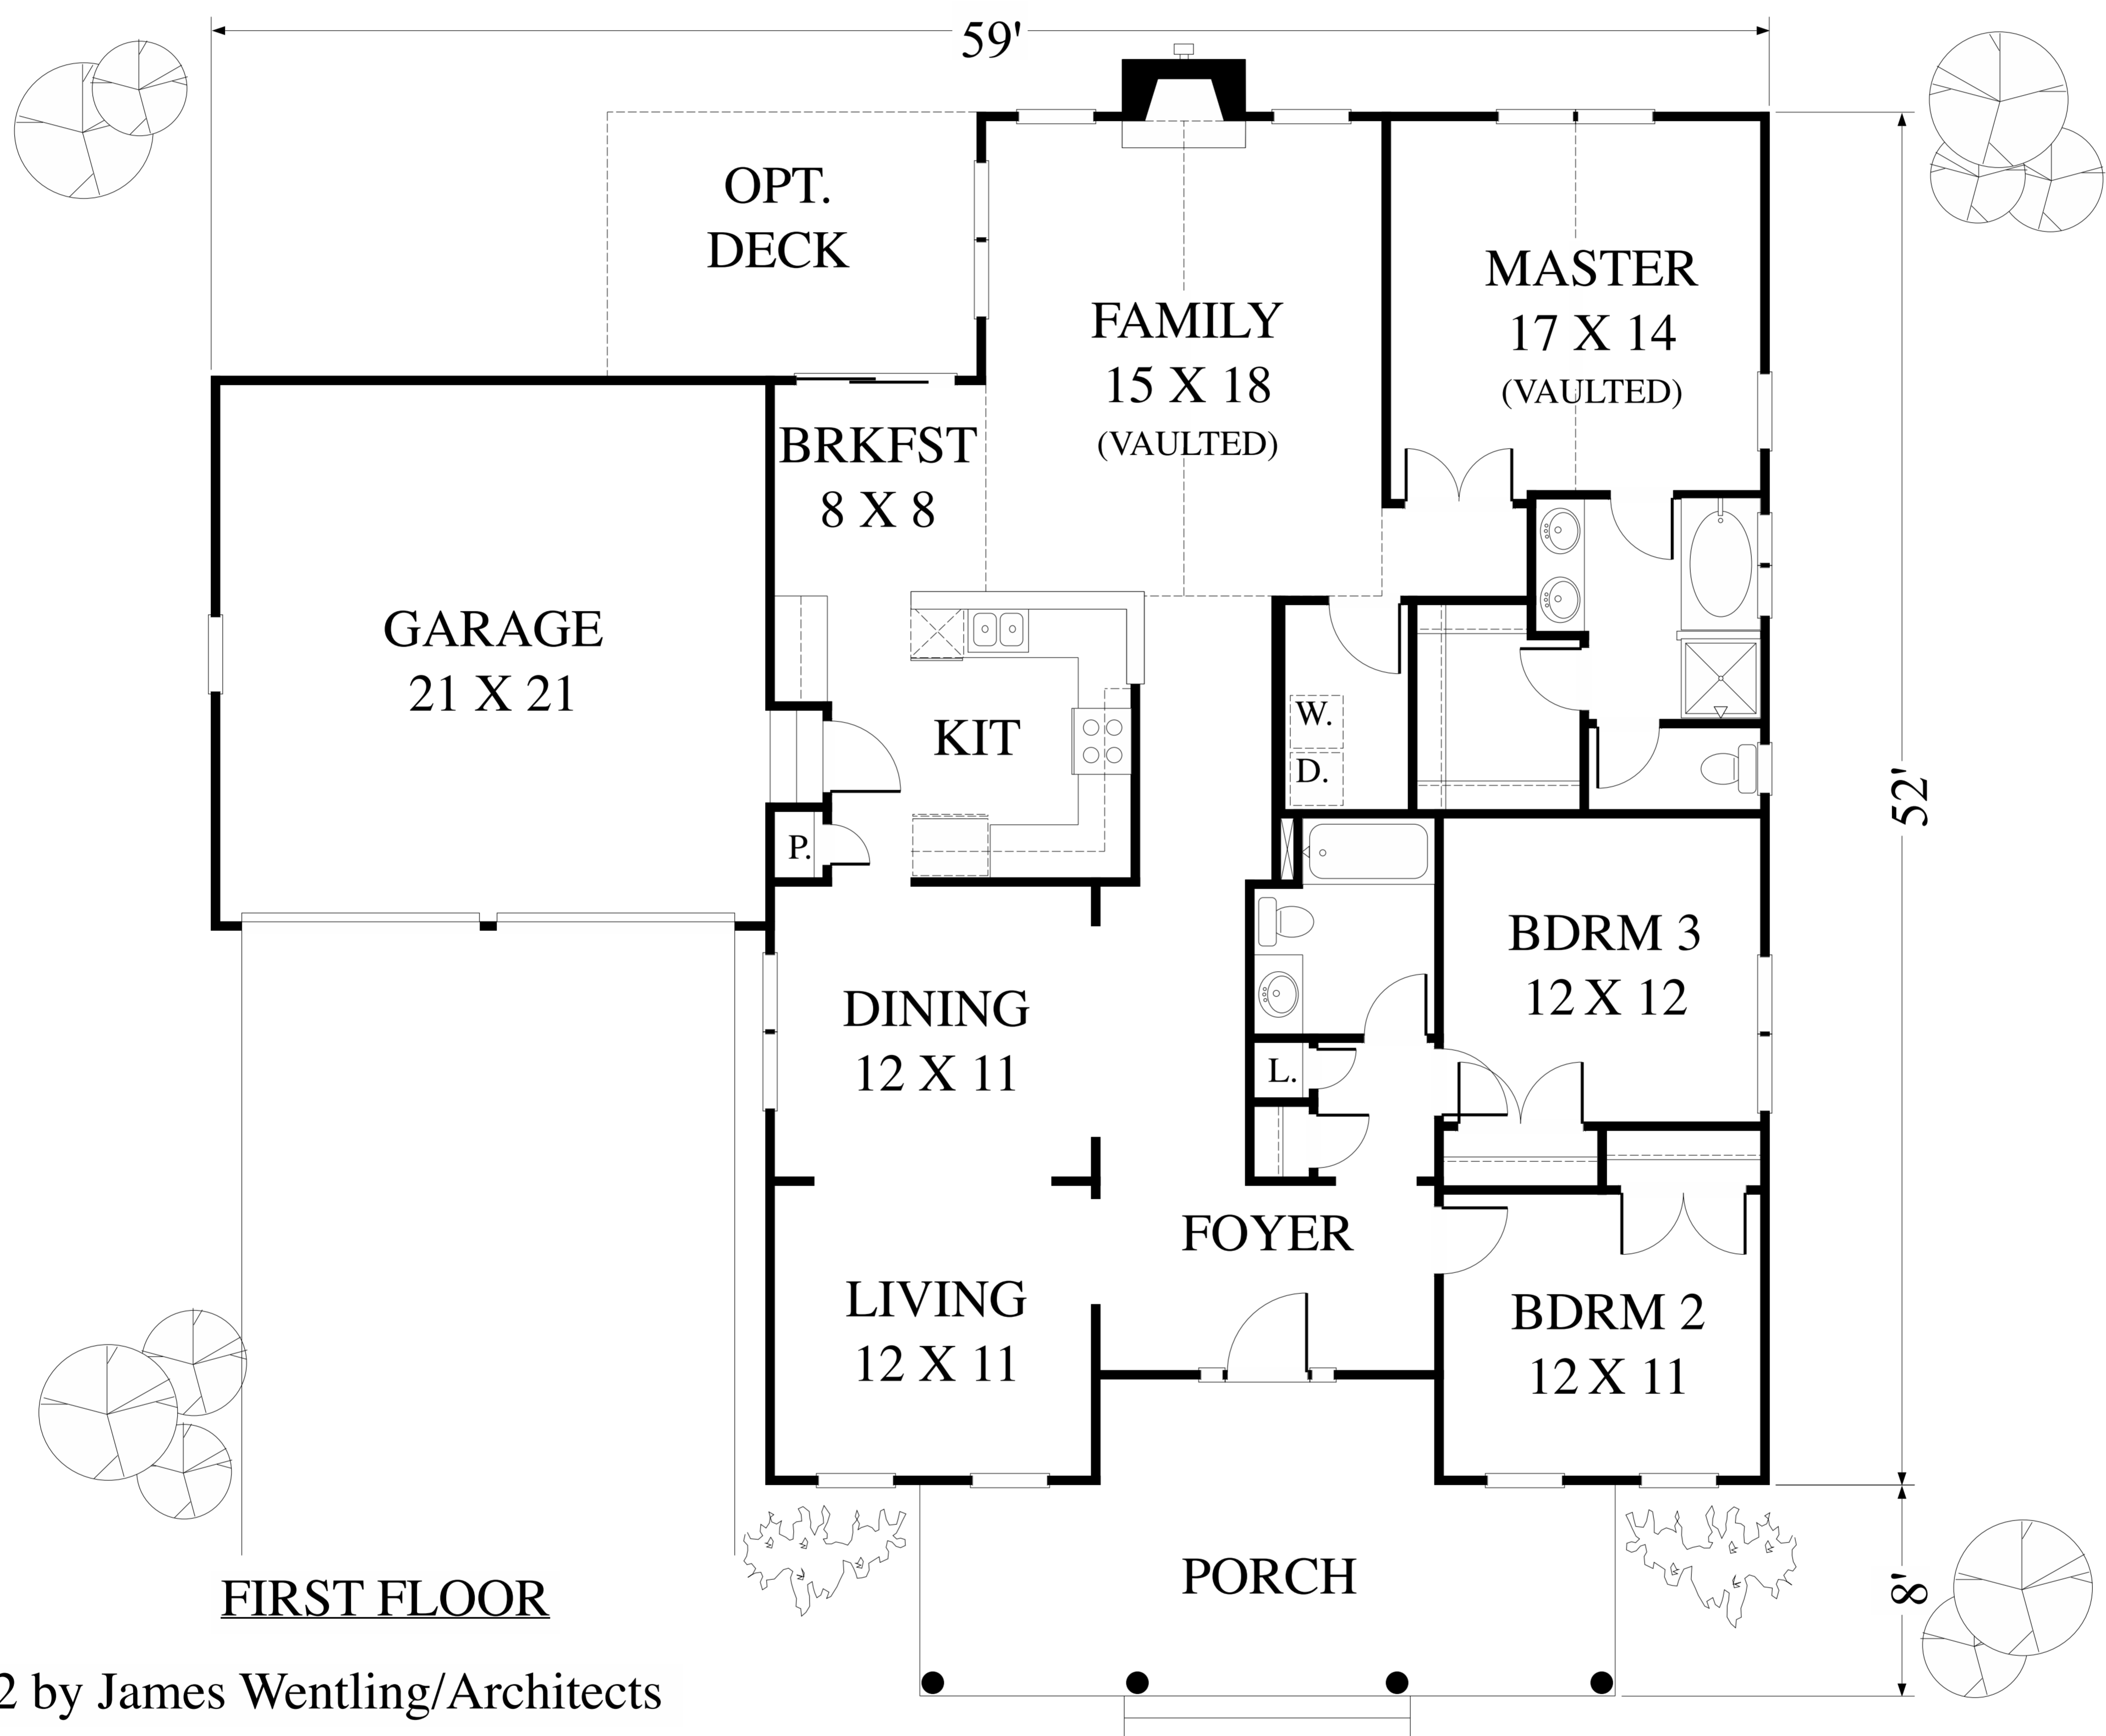 59'
OPT.
DECK
FAMILY
15 X 18
(VAULTED)
MASTER
17 X 14
(VAULTED)
BRKFST
8 X 8
GARAGE
21 X 21
KIT
W.
D.
P.
52'
BDRM 3
12 X 12
DINING
12 X 11
L.
FOYER
LIVING
12 X 11
BDRM 2
12 X 11
PORCH
8'
FIRST FLOOR
2 by James Wentling/Architects